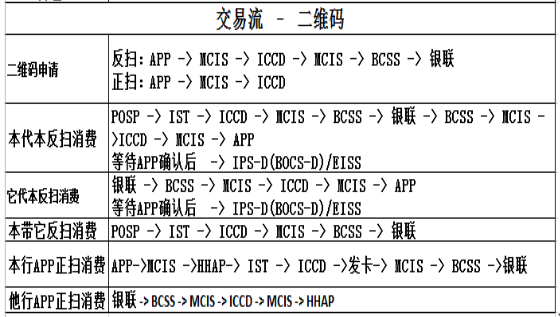 交易流 - 二维码
二维码申请
反扫: APP -> MCIS -> ICCD -> MCIS -> BCSS -> 银联
正扫: APP -> MCIS -> ICCD
本代本反扫消费
POSP -> IST -> ICCD -> MCIS -> BCSS -> 银联 -> BCSS -> MCIS -
>ICCD -> MCIS -> APP
等待APP确认后 -> IPS-D(BOCS-D)/EISS
它代本反扫消费
银联 -> BCSS -> MCIS -> ICCD -> MCIS -> APP
等待APP确认后 -> IPS-D(BOCS-D)/EISS
本带它反扫消费
POSP -> IST -> ICCD -> MCIS -> BCSS -> 银联
本行APP正扫消费
APP->MCIS ->HHAP-> IST -> ICCD ->发卡-> MCIS -> BCSS ->银联
他行APP正扫消费
银联 -> BCSS -> MCIS -> ICCD -> MCIS -> HHAP